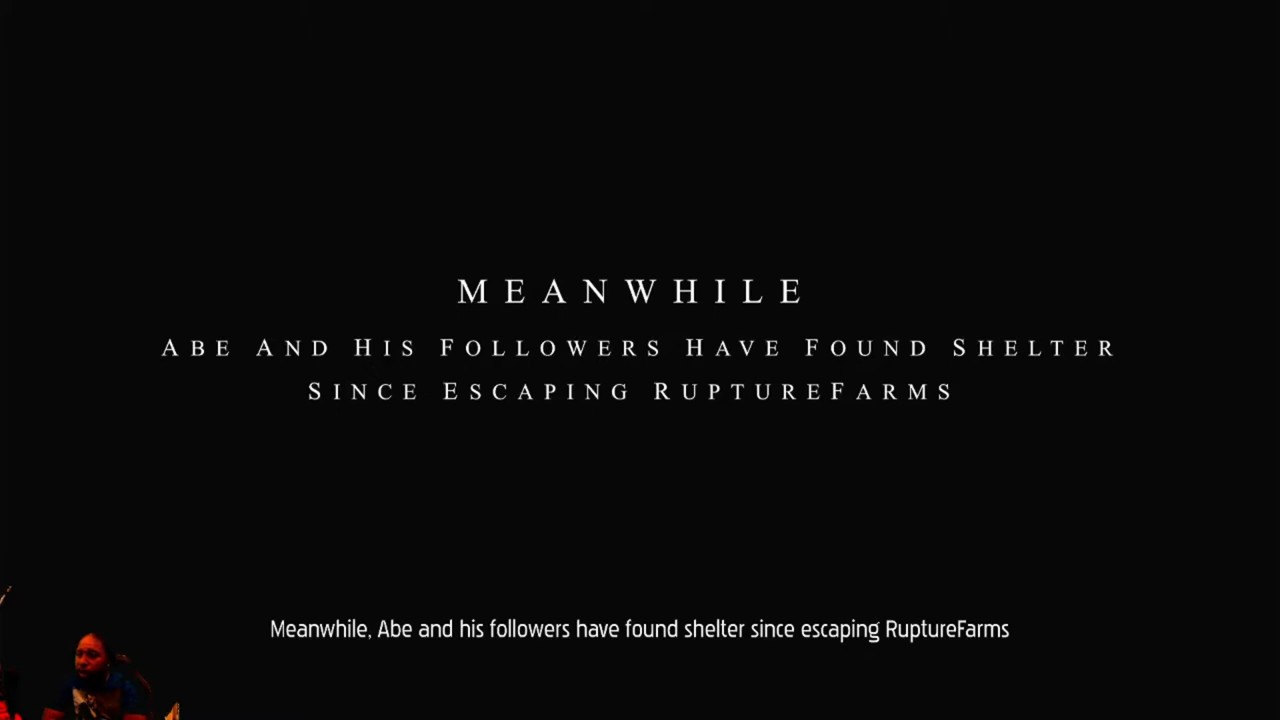 MEANWHILE
ABE AND HIS FOLLOWERS HAVE FOUND SHELTER
SINCE ESCAPING RUPTUREFARMS
Meanwhile, Abe and his followers have found shelter since escaping RuptureFarms